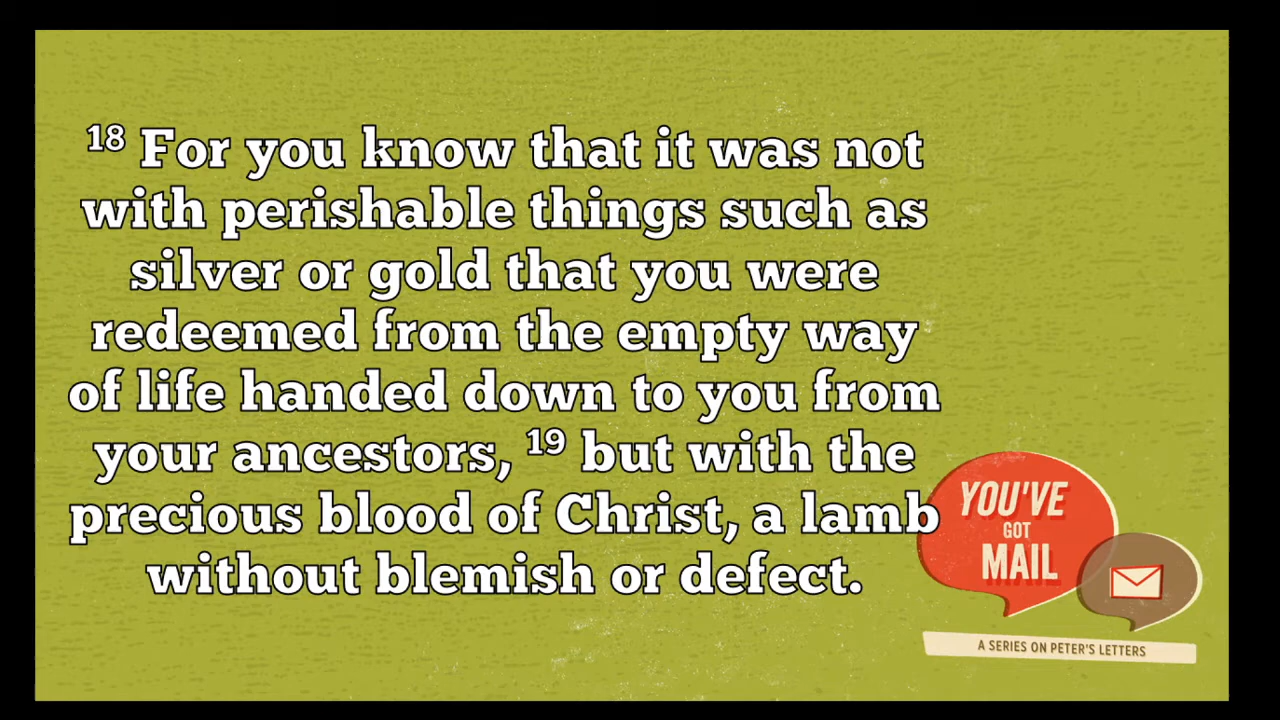 18 For you know that it was not
with perishable things such as
silver or gold that you were
redeemed from the empty way
of life handed down to you from
your ancestors, 19 but with the
precious blood of Christ, a lamb
without blemish or defect.
YOU'VE
GOT
MAIL
A SERIES ON PETER'S LETTERS